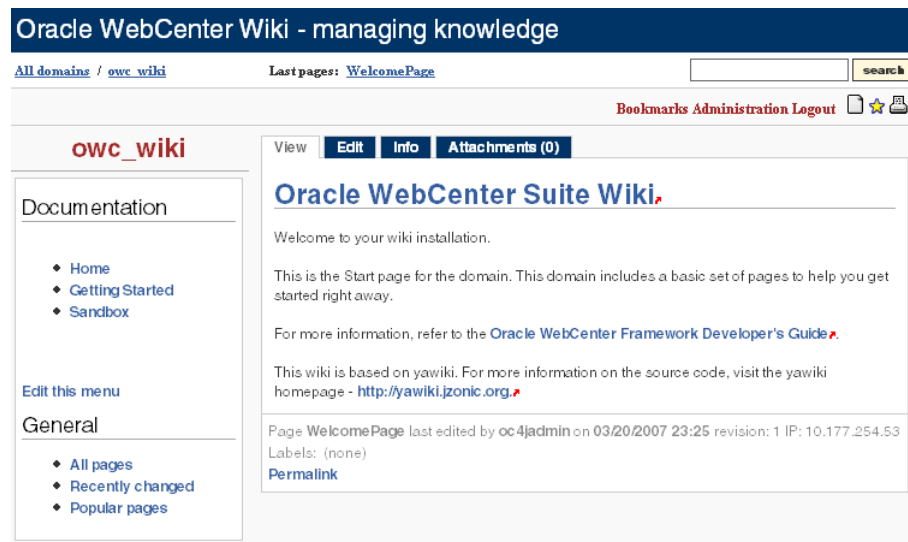 Oracle WebCenter Wiki - managing knowledge
All domains / owc_wiki
Last pages: WelcomePage
search
Bookmarks Administration Logout
owc_wiki
Documentation
Home
Getting Started
Sandbox
Edit this menu
General
All pages
Recently changed
Popular pages
View Edit Info Attachments (0)
Oracle WebCenter Suite Wiki
Welcome to your wiki installation.
This is the Start page for the domain. This domain includes a basic set of pages to help you get
started right away.
For more information, refer to the Oracle WebCenter Framework Developer's Guide.
This wiki is based on yawiki. For more information on the source code, visit the yawiki
homepage - http://yawiki.jzonic.org.
Page WelcomePage last edited by oc4jadmin on 03/20/2007 23:25 revision: 1 IP: 10.177.254.53
Labels: (none)
Permalink